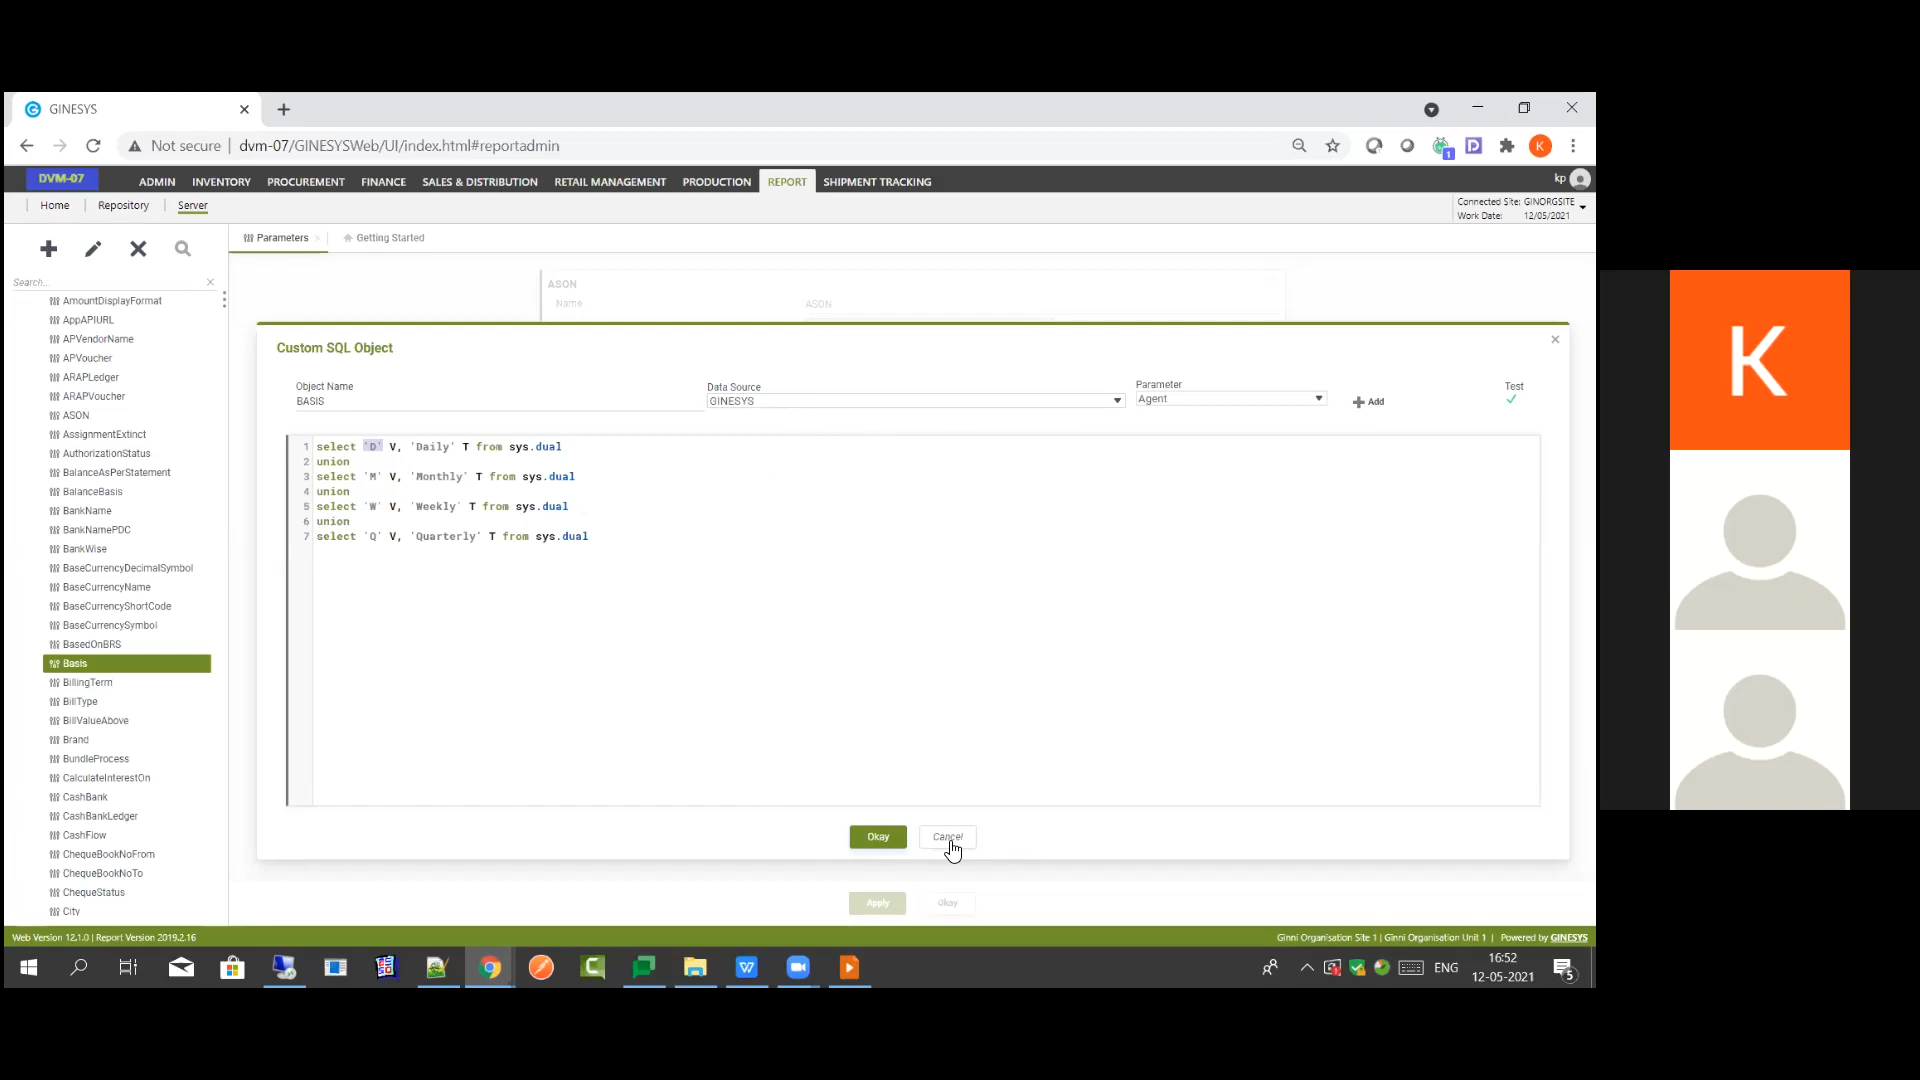 GINESYS
Not secure
dvm-07/GINESYSWeb/UI/index.html#reportadmin
1
K
DVM-07
ADMIN INVENTORY PROCUREMENT FINANCE SALES & DISTRIBUTION RETAIL MANAGEMENT PRODUCTION REPORT SHIPMENT TRACKING
kp
Home Repository Server
Connected Site: GINORGSITE
Work Date: 12/05/2021
Parameters
Getting Started
Search...
AmountDisplayFormat
AppAPIURL
APVendorName
APVoucher
ARAPLedger
ARAPVoucher
ASON
AssignmentExtinct
AuthorizationStatus
BalanceAsPerStatement
BalanceBasis
BankName
BankNamePDC
BankWise
BaseCurrencyDecimalSymbol
BaseCurrencyName
BaseCurrencyShortCode
BaseCurrencySymbol
BasedOnBRS
Basis
BillingTerm
BillType
BillValueAbove
Brand
BundleProcess
CalculateInterestOn
CashBank
CashBankLedger
CashFlow
ChequeBookNoFrom
ChequeBookNoTo
ChequeStatus
City
ASON
Name ASON
Custom SQL Object
Object Name
BASIS
Data Source
GINESYS
Parameter
Agent
Add
Test
1 select 'D' V, 'Daily' T from sys.dual
2 union
3 select 'M' V, 'Monthly' T from sys.dual
4 union
5 select 'W' V, 'Weekly' T from sys.dual
6 union
7 select 'Q' V, 'Quarterly' T from sys.dual
Okay Cancel
Apply Okay
Web Version 12.1.0 | Report Version 2019.2.16
Ginni Organisation Site 1 | Ginni Organisation Unit 1 | Powered by GINESYS
ENG
16:52
12-05-2021
5
K